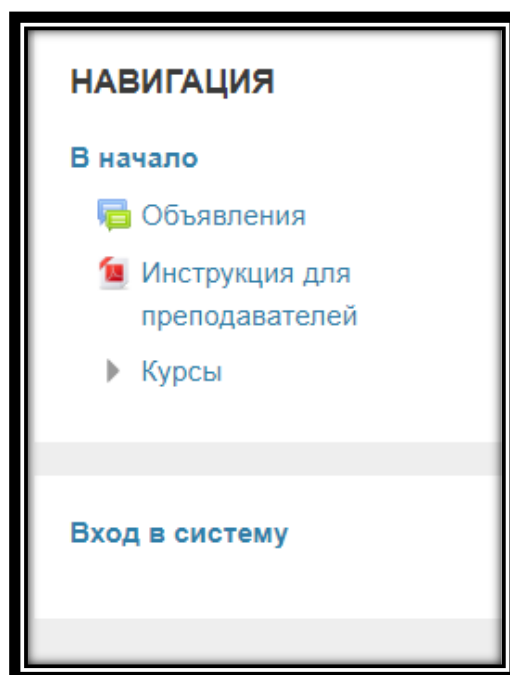 НАВИГАЦИЯ
В начало
Объявления
Инструкция для
преподавателей
Курсы
Вход в систему